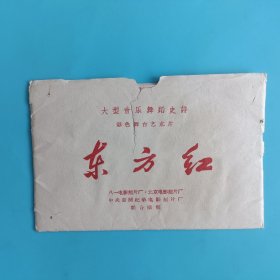 大型音乐舞蹈史诗
彩色舞台艺术片
东方红
八一电影制片厂·北京电影制片厂
中央新闻纪录电影制片厂
联合摄制